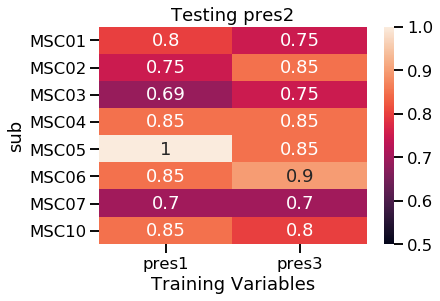 Testing pres2
sub
MSC01 0.8 0.75
MSC02 0.75 0.85
MSC03 0.69 0.75
MSC04 0.85 0.85
MSC05 1 0.85
MSC06 0.85 0.9
MSC07 0.7 0.7
MSC10 0.85 0.8
pres1 pres3
Training Variables
1.0
0.9
0.8
0.7
0.6
0.5